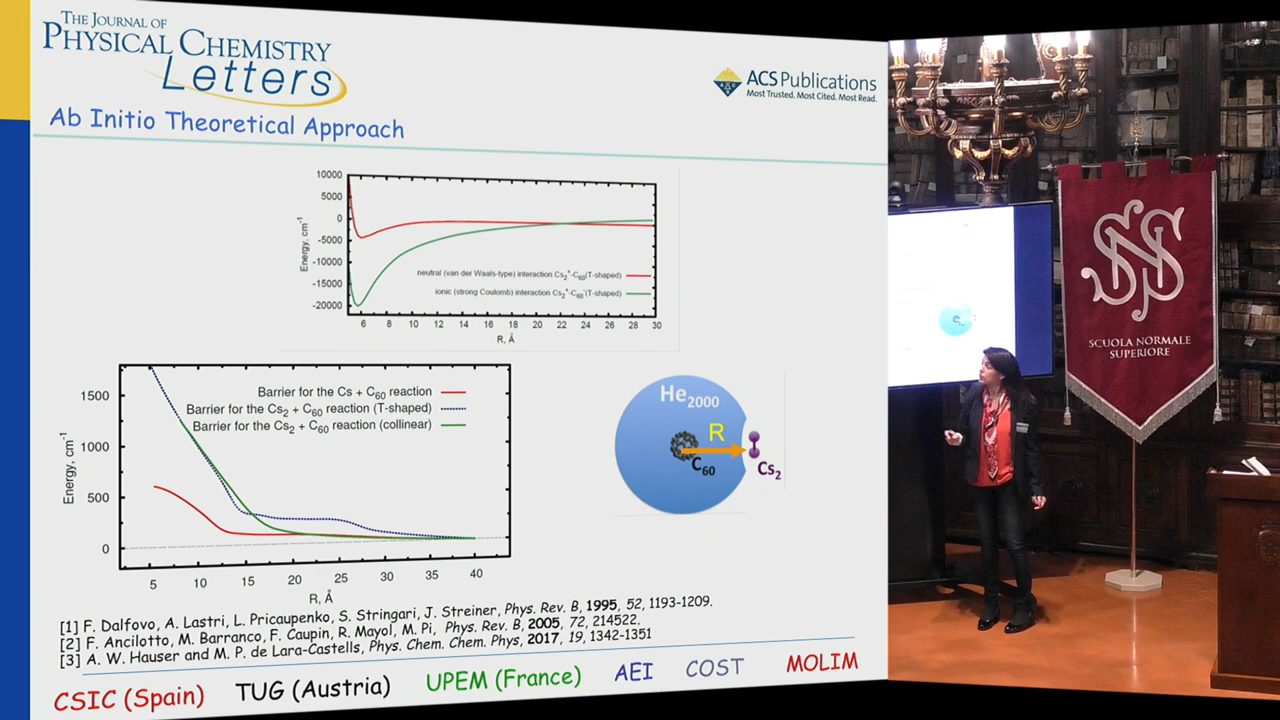 THE JOURNAL OF
PHYSICAL CHEMISTRY
Letters
ACS Publications
Most Trusted. Most Cited. Most Read.
Ab Initio Theoretical Approach
10000
5000
0
-5000
-10000
-15000
-20000
Energy, cm⁻¹
neutral (van der Waals-type) interaction Cs₂⁺-C₆₀(T-shaped)
ionic (strong Coulomb) interaction Cs₂⁺-C₆₀⁻(T-shaped)
6 8 10 12 14 16 18 20 22 24 26 28 30
R, Å
1500
1000
500
0
Energy, cm⁻¹
Barrier for the Cs + C₆₀ reaction
Barrier for the Cs₂ + C₆₀ reaction (T-shaped)
Barrier for the Cs₂ + C₆₀ reaction (collinear)
5 10 15 20 25 30 35 40
R, Å
He₂₀₀₀
R
C₆₀
Cs₂
[1] F. Dalfovo, A. Lastri, L. Pricaupenko, S. Stringari, J. Streiner, Phys. Rev. B, 1995, 52, 1193-1209.
[2] F. Ancilotto, M. Barranco, F. Caupin, R. Mayol, M. Pi, Phys. Rev. B, 2005, 72, 214522.
[3] A. W. Hauser and M. P. de Lara-Castells, Phys. Chem. Chem. Phys, 2017, 19, 1342-1351
CSIC (Spain) TUG (Austria) UPEM (France) AEI COST MOLIM
SNS
SCUOLA NORMALE
SUPERIORE